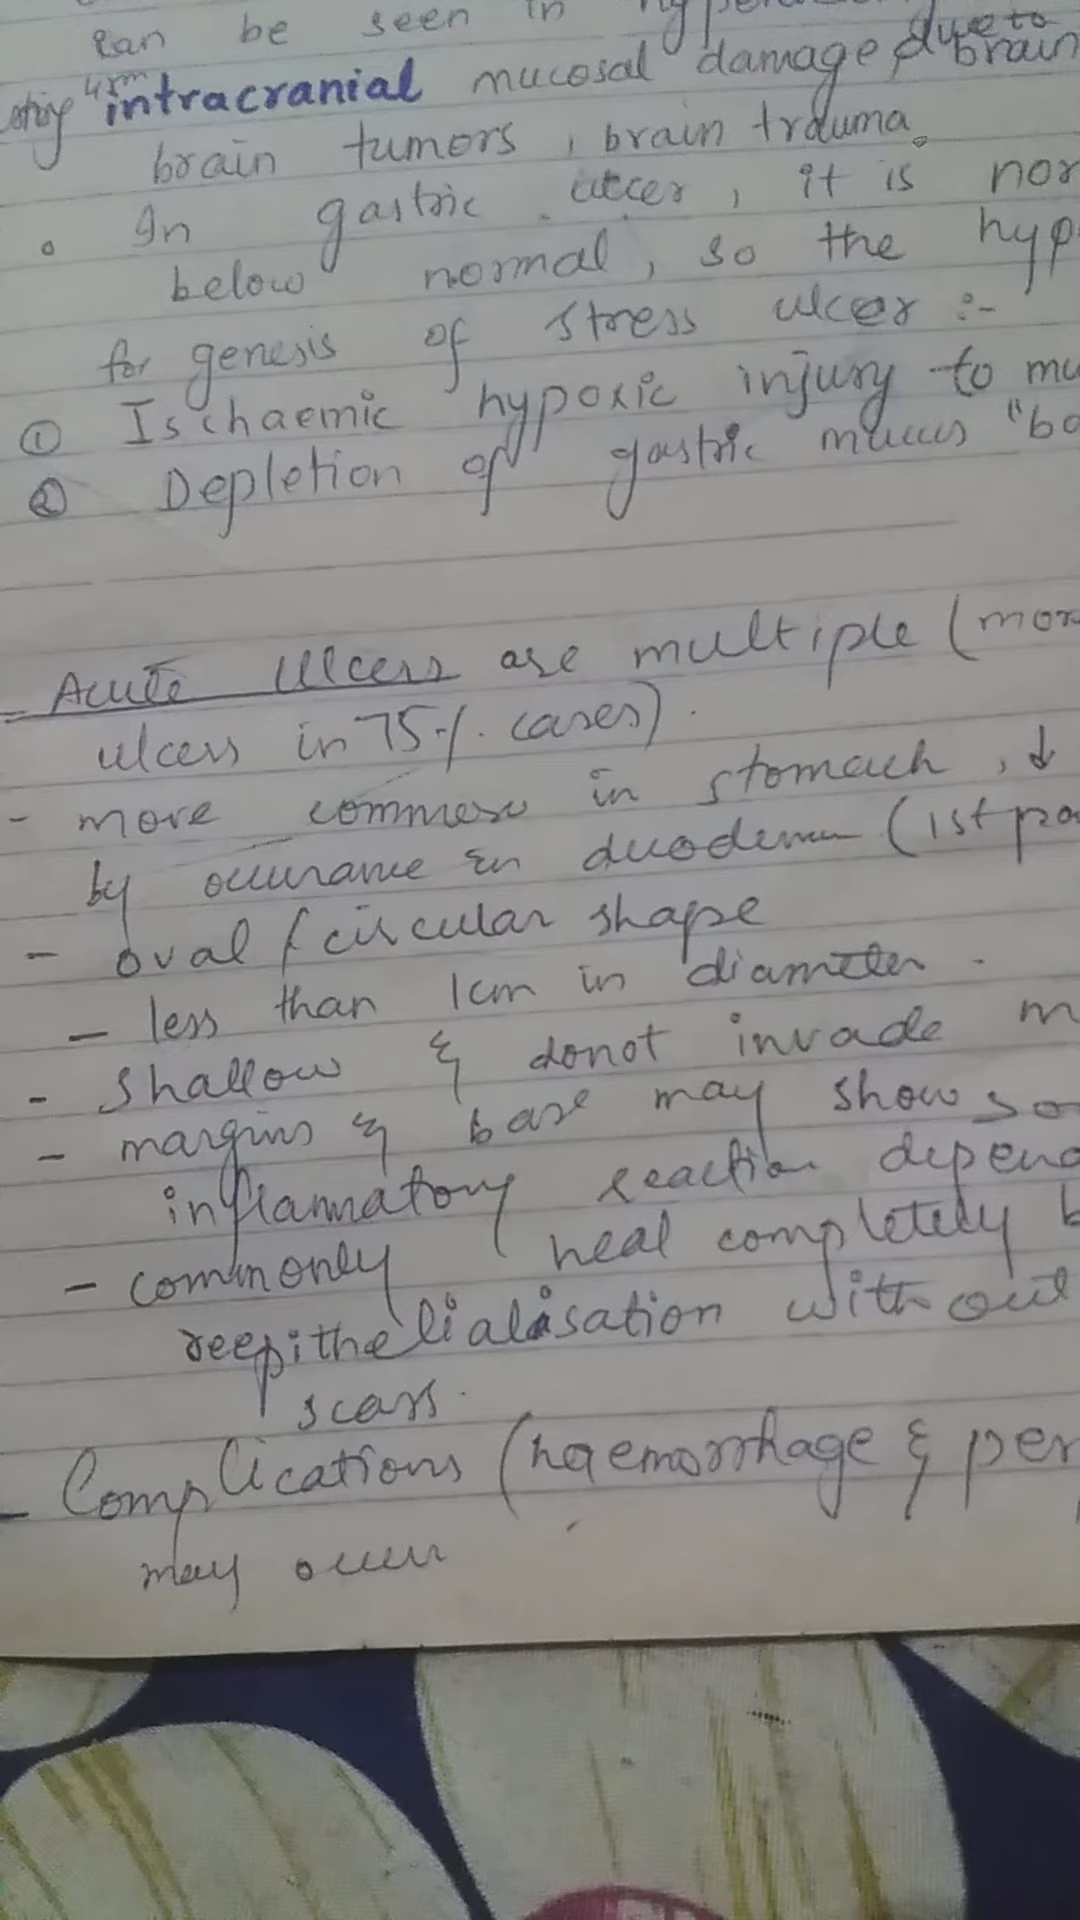 can be seen in
intracranial mucosal damage due to brain
brain tumors, brain trauma.
• In gastric ulcer, it is nor
below normal, so the hyp
for genesis of stress ulcer :-
① Ischaemic hypoxic injury to mu
② Depletion of gastric mucus "ba
- Acute Ulcers are multiple (mor
ulcers in 75%. cases).
- more common in stomach, ↓
by occurance in duodenum (1st pa
- oval / circular shape
- less than 1cm in diameter.
- Shallow & donot invade m
- margins & base may show so
inflammatory reaction depend
- commonly heal completely b
reepithelialisation without
scars.
- Complications (haemorrhage & per
may occur